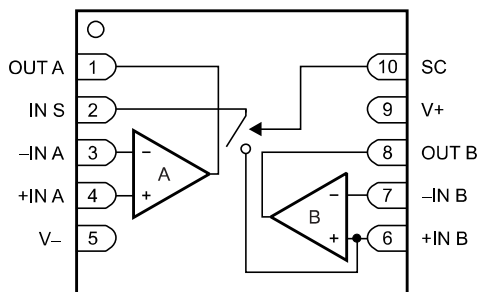 OUT A 1 10 SC
IN S 2 9 V+
–IN A 3 8 OUT B
– A
+IN A 4 7 –IN B
+ – B
V– 5 6 +IN B
+